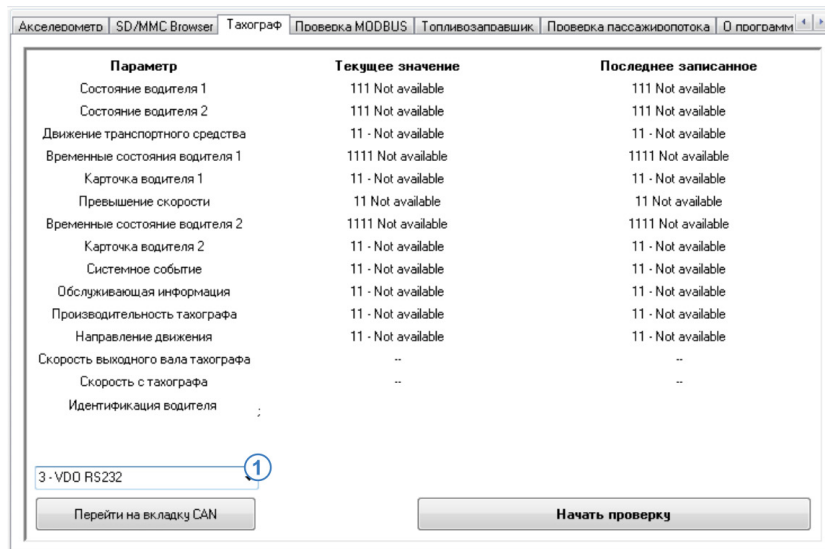 Акселерометр SD/MMC Browser Тахограф Проверка MODBUS Топливозаправщик Проверка пассажиропотока О программ
Параметр Текущее значение Последнее записанное
Состояние водителя 1 111 Not available 111 Not available
Состояние водителя 2 111 Not available 111 Not available
Движение транспортного средства 11 - Not available 11 - Not available
Временные состояния водителя 1 1111 Not available 1111 Not available
Карточка водителя 1 11 - Not available 11 - Not available
Превышение скорости 11 Not available 11 Not available
Временные состояние водителя 2 1111 Not available 1111 Not available
Карточка водителя 2 11 - Not available 11 - Not available
Системное событие 11 - Not available 11 - Not available
Обслуживающая информация 11 - Not available 11 - Not available
Производительность тахографа 11 - Not available 11 - Not available
Направление движения 11 - Not available 11 - Not available
Скорость выходного вала тахографа -- --
Скорость с тахографа -- --
Идентификация водителя ;
3 - VDO RS232 1
Перейти на вкладку CAN Начать проверку